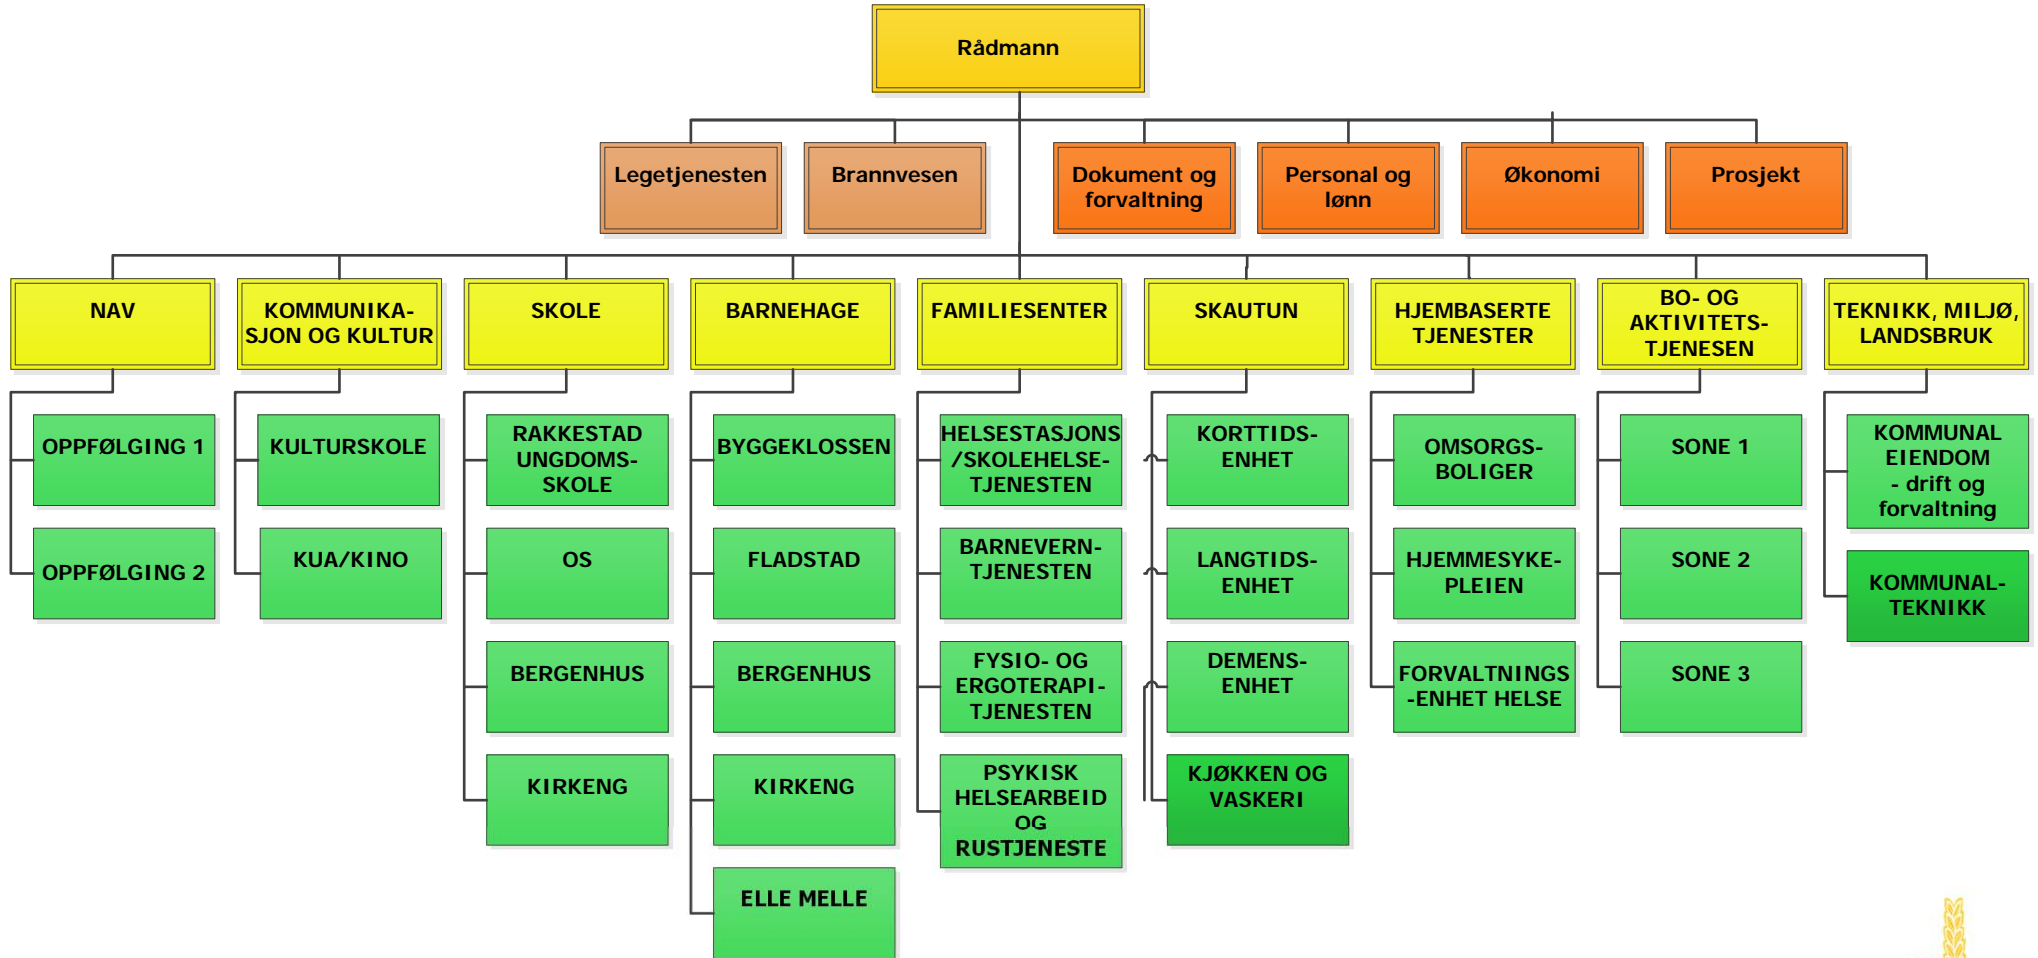 Rådmann
Legetjenesten
Brannvesen
Dokument og
forvaltning
Personal og
lønn
Økonomi
Prosjekt
NAV
KOMMUNIKA-
SJON OG KULTUR
SKOLE
BARNEHAGE
FAMILIESENTER
SKAUTUN
HJEMBASERTE
TJENESTER
BO- OG
AKTIVITETS-
TJENESEN
TEKNIKK, MILJØ,
LANDSBRUK
OPPFØLGING 1
OPPFØLGING 2
KULTURSKOLE
KUA/KINO
RAKKESTAD
UNGDOMS-
SKOLE
OS
BERGENHUS
KIRKENG
BYGGEKLOSSEN
FLADSTAD
BERGENHUS
KIRKENG
ELLE MELLE
HELSESTASJONS
/SKOLEHELSE-
TJENESTEN
BARNEVERN-
TJENESTEN
FYSIO- OG
ERGOTERAPI-
TJENESTEN
PSYKISK
HELSEARBEID
OG
RUSTJENESTE
KORTTIDS-
ENHET
LANGTIDS-
ENHET
DEMENS-
ENHET
KJØKKEN OG
VASKERI
OMSORGS-
BOLIGER
HJEMMESYKE-
PLEIEN
FORVALTNINGS
-ENHET HELSE
SONE 1
SONE 2
SONE 3
KOMMUNAL
EIENDOM
- drift og
forvaltning
KOMMUNAL-
TEKNIKK